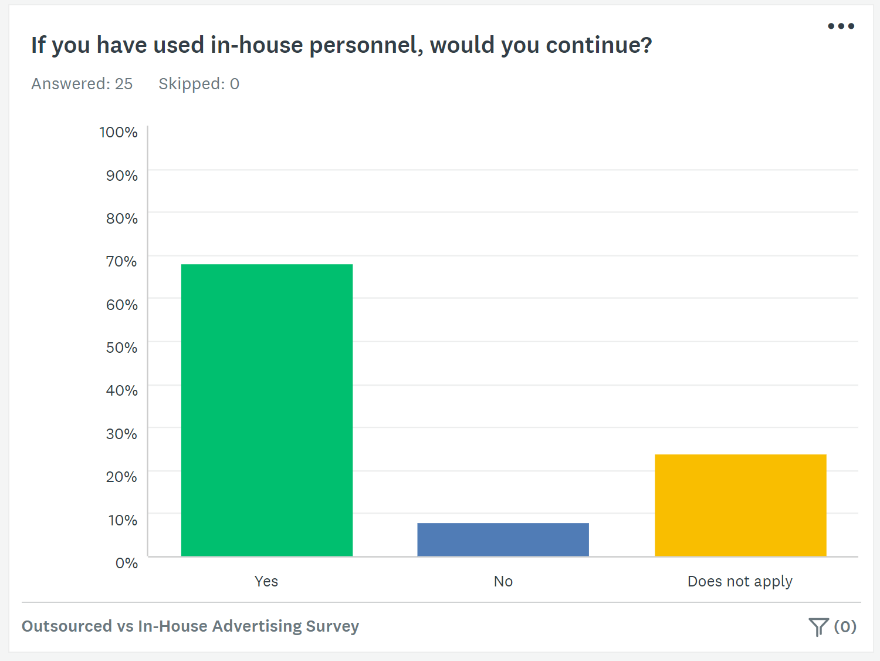 If you have used in-house personnel, would you continue?
Answered: 25 Skipped: 0
100%
90%
80%
70%
60%
50%
40%
30%
20%
10%
0%
Yes No Does not apply
Outsourced vs In-House Advertising Survey (0)